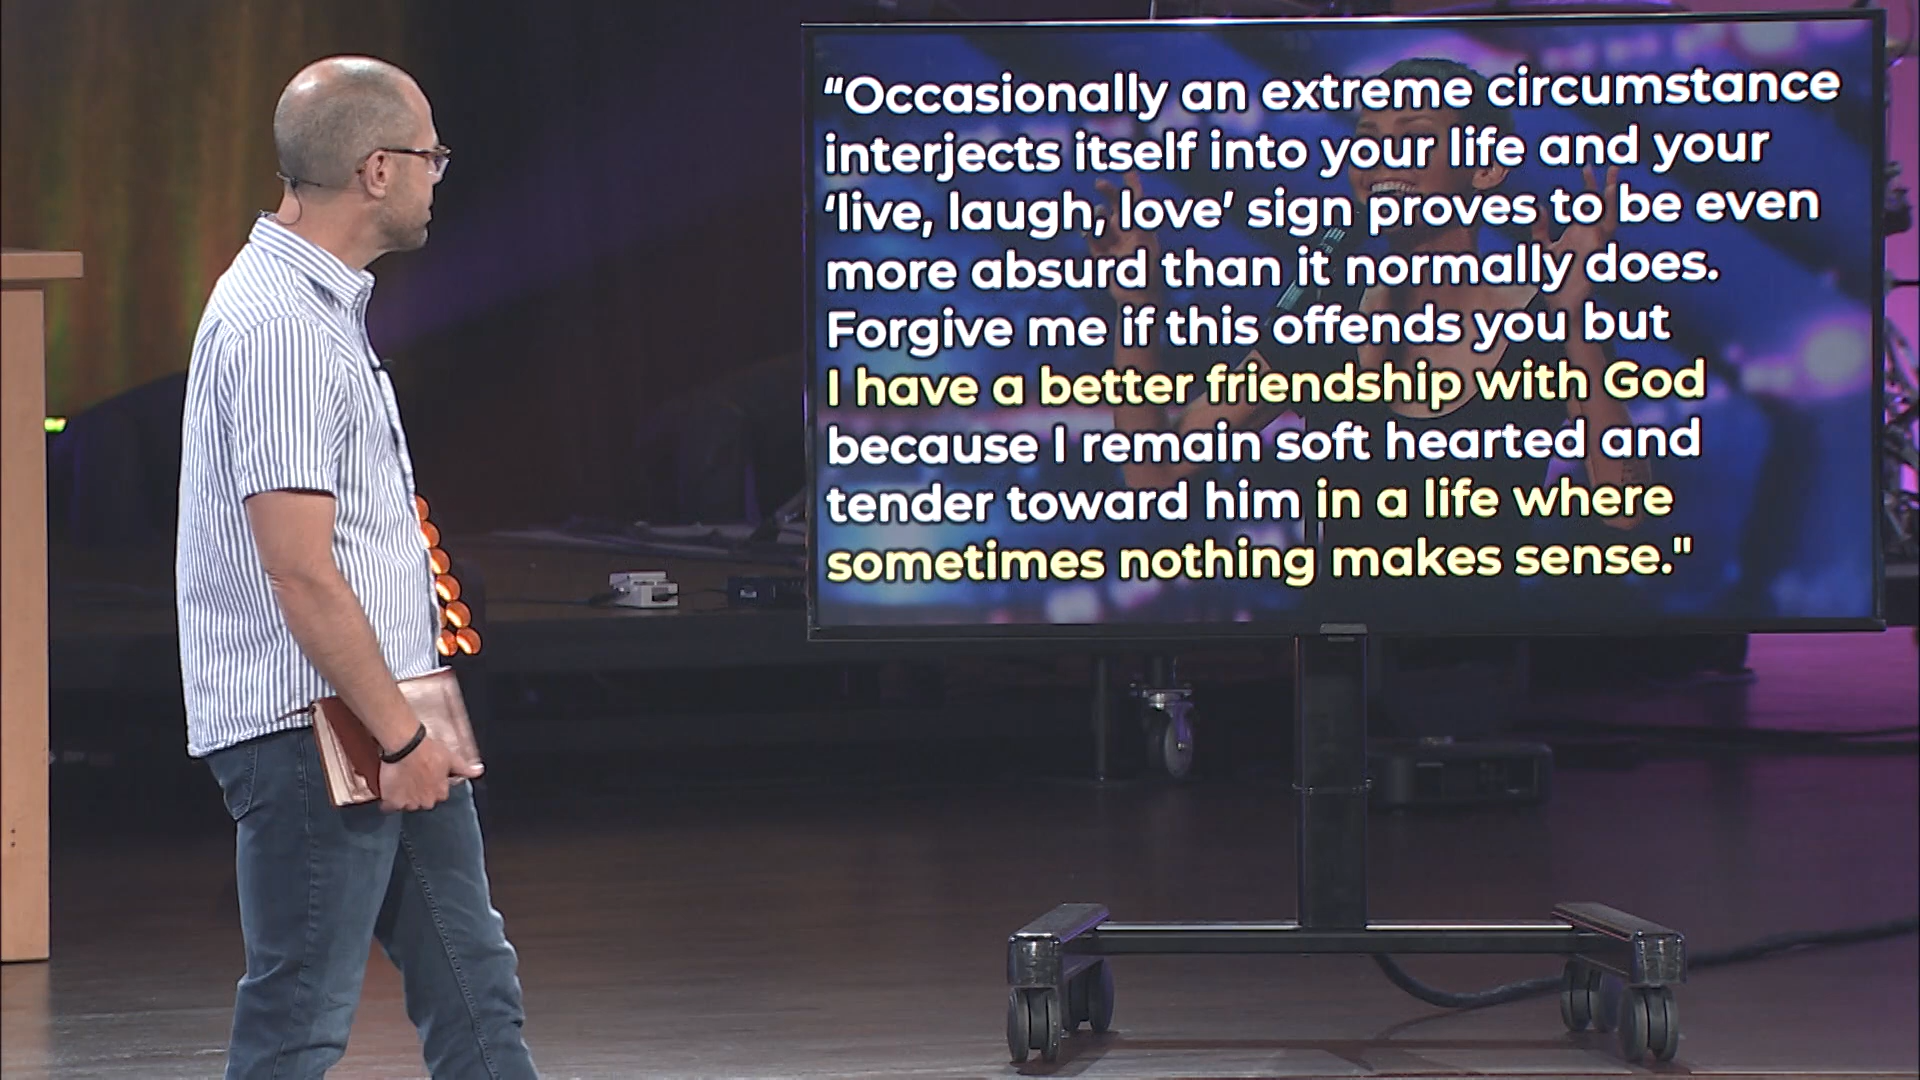 “Occasionally an extreme circumstance
interjects itself into your life and your
‘live, laugh, love’ sign proves to be even
more absurd than it normally does.
Forgive me if this offends you but
I have a better friendship with God
because I remain soft hearted and
tender toward him in a life where
sometimes nothing makes sense."